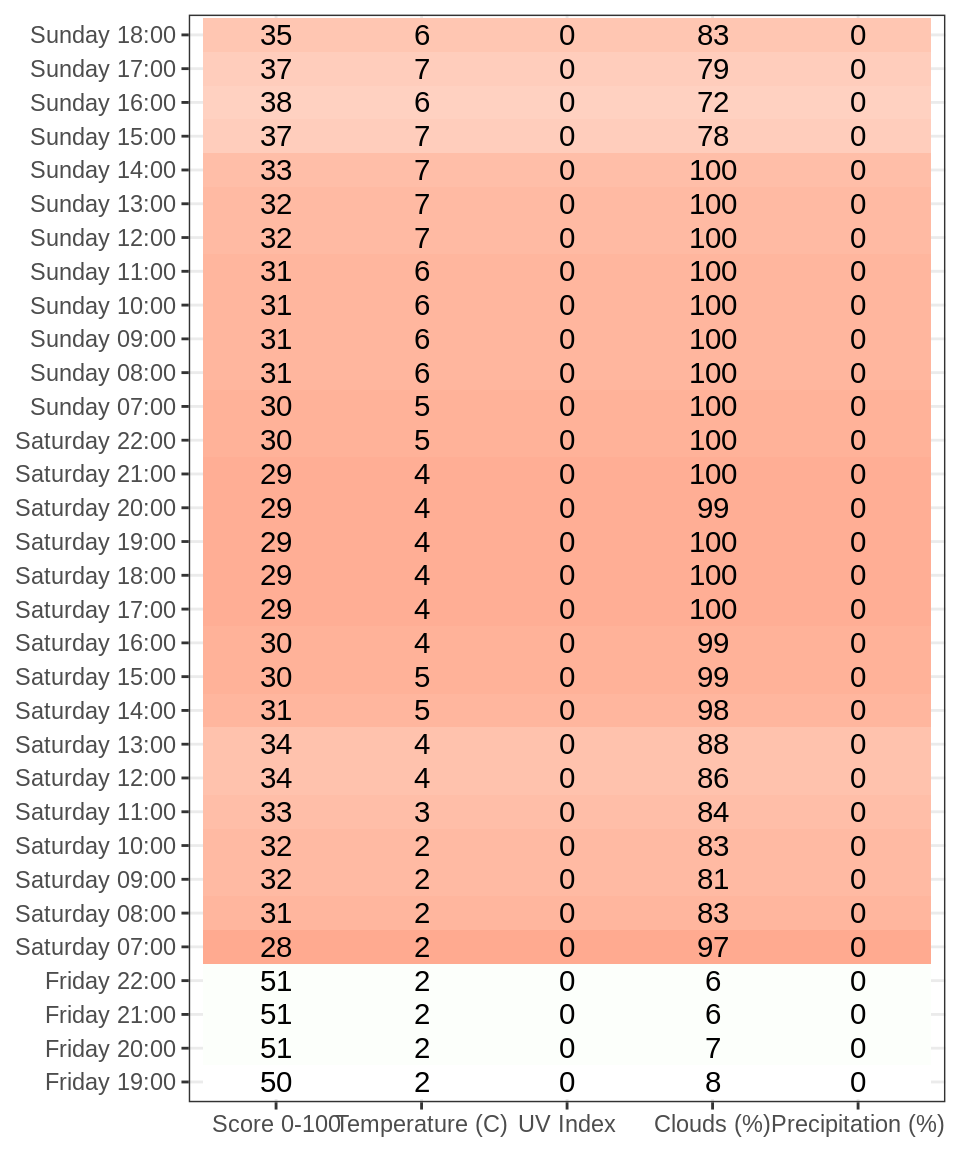 Sunday 18:00 35 6 0 83 0
Sunday 17:00 37 7 0 79 0
Sunday 16:00 38 6 0 72 0
Sunday 15:00 37 7 0 78 0
Sunday 14:00 33 7 0 100 0
Sunday 13:00 32 7 0 100 0
Sunday 12:00 32 7 0 100 0
Sunday 11:00 31 6 0 100 0
Sunday 10:00 31 6 0 100 0
Sunday 09:00 31 6 0 100 0
Sunday 08:00 31 6 0 100 0
Sunday 07:00 30 5 0 100 0
Saturday 22:00 30 5 0 100 0
Saturday 21:00 29 4 0 100 0
Saturday 20:00 29 4 0 99 0
Saturday 19:00 29 4 0 100 0
Saturday 18:00 29 4 0 100 0
Saturday 17:00 29 4 0 100 0
Saturday 16:00 30 4 0 99 0
Saturday 15:00 30 5 0 99 0
Saturday 14:00 31 5 0 98 0
Saturday 13:00 34 4 0 88 0
Saturday 12:00 34 4 0 86 0
Saturday 11:00 33 3 0 84 0
Saturday 10:00 32 2 0 83 0
Saturday 09:00 32 2 0 81 0
Saturday 08:00 31 2 0 83 0
Saturday 07:00 28 2 0 97 0
Friday 22:00 51 2 0 6 0
Friday 21:00 51 2 0 6 0
Friday 20:00 51 2 0 7 0
Friday 19:00 50 2 0 8 0
Score 0-100 Temperature (C) UV Index Clouds (%) Precipitation (%)